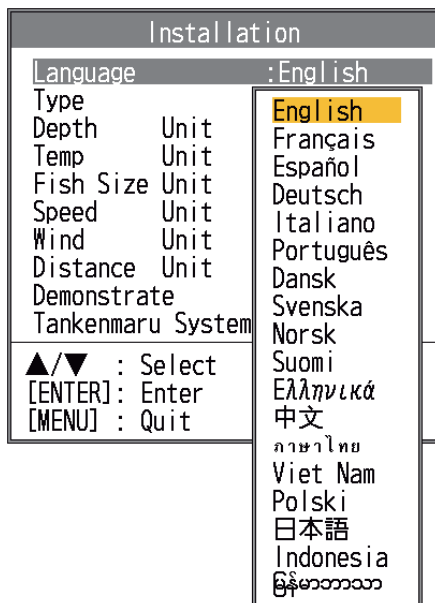 Installation
Language :English
Type
Depth Unit
Temp Unit
Fish Size Unit
Speed Unit
Wind Unit
Distance Unit
Demonstrate
Tankenmaru System
▲/▼ : Select
[ENTER]: Enter
[MENU] : Quit
English
Français
Español
Deutsch
Italiano
Português
Dansk
Svenska
Norsk
Suomi
Ελληνικά
中文
ภาษาไทย
Viet Nam
Polski
日本語
Indonesia
မြန်မာဘာသာ